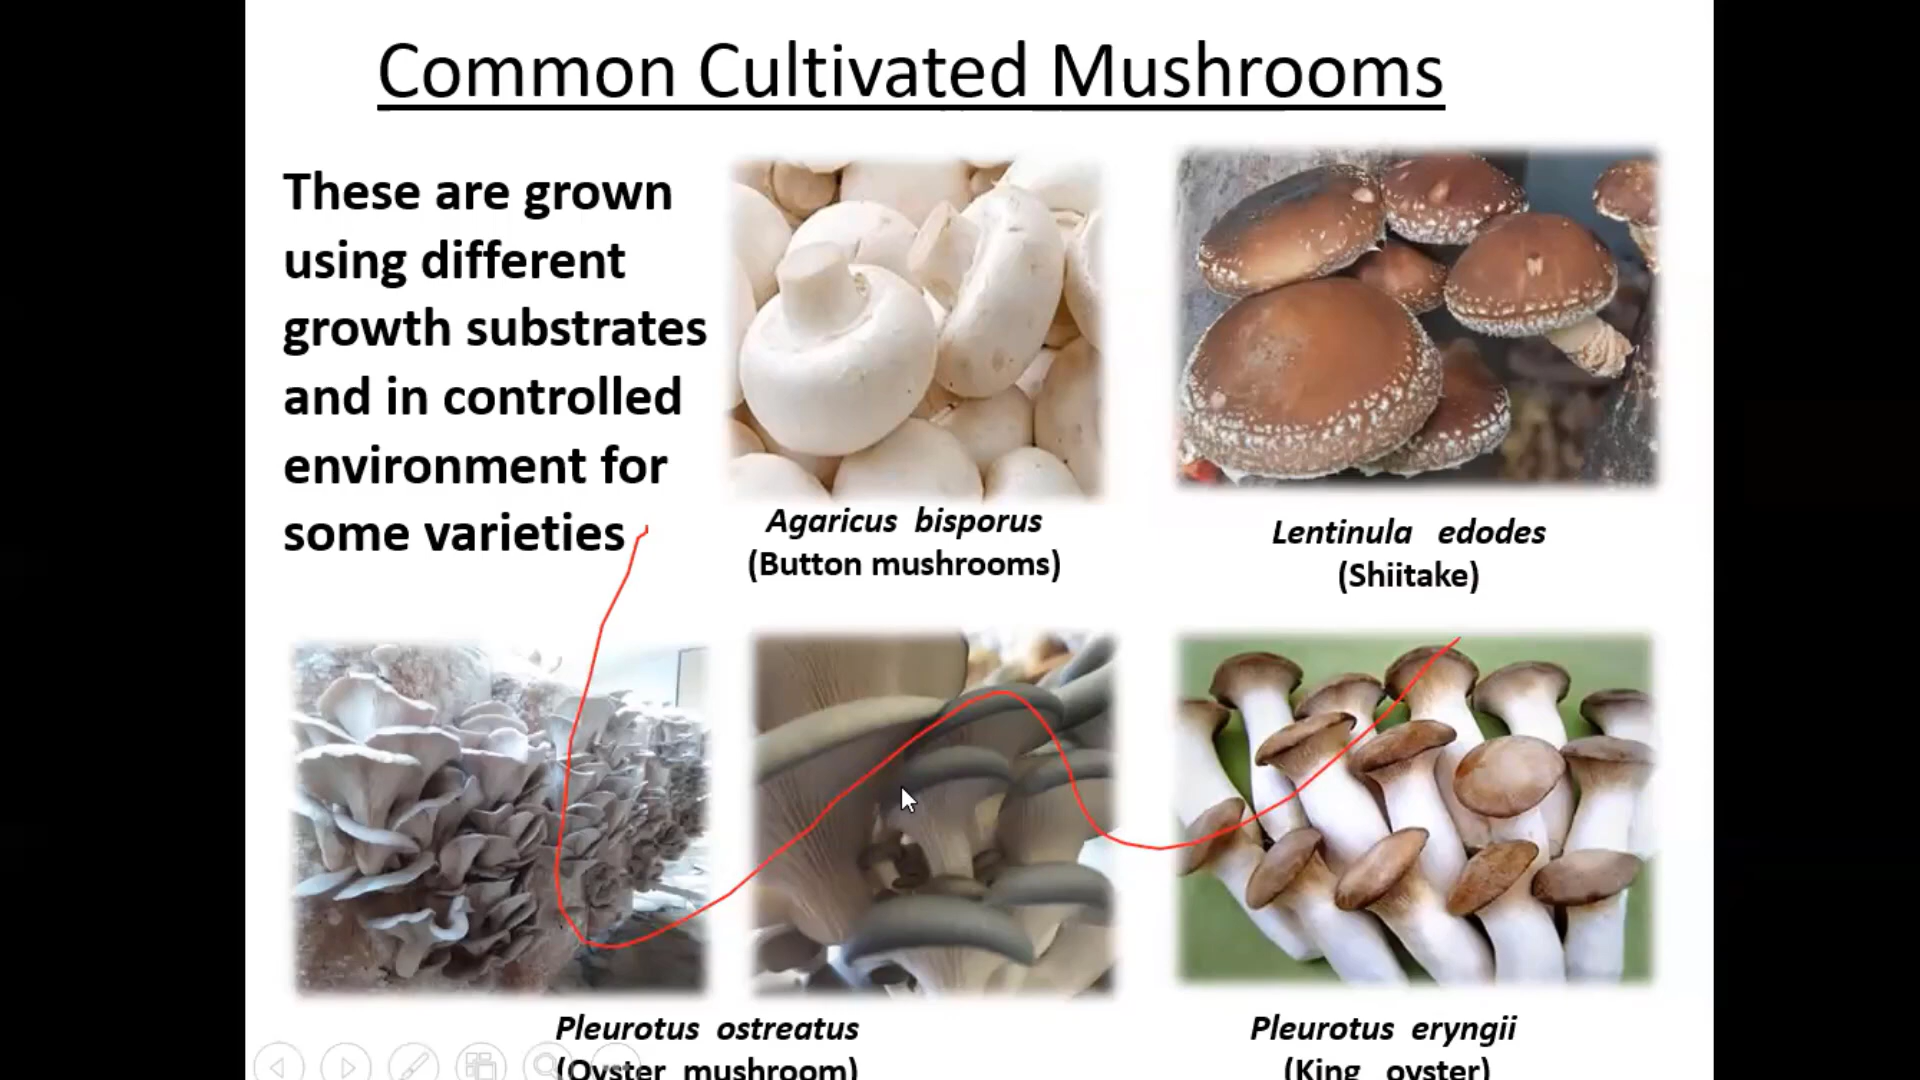 Common Cultivated Mushrooms
These are grown
using different
growth substrates
and in controlled
environment for
some varieties
Agaricus bisporus
(Button mushrooms)
Lentinula edodes
(Shiitake)
Pleurotus ostreatus
(Oyster mushroom)
Pleurotus eryngii
(King oyster)